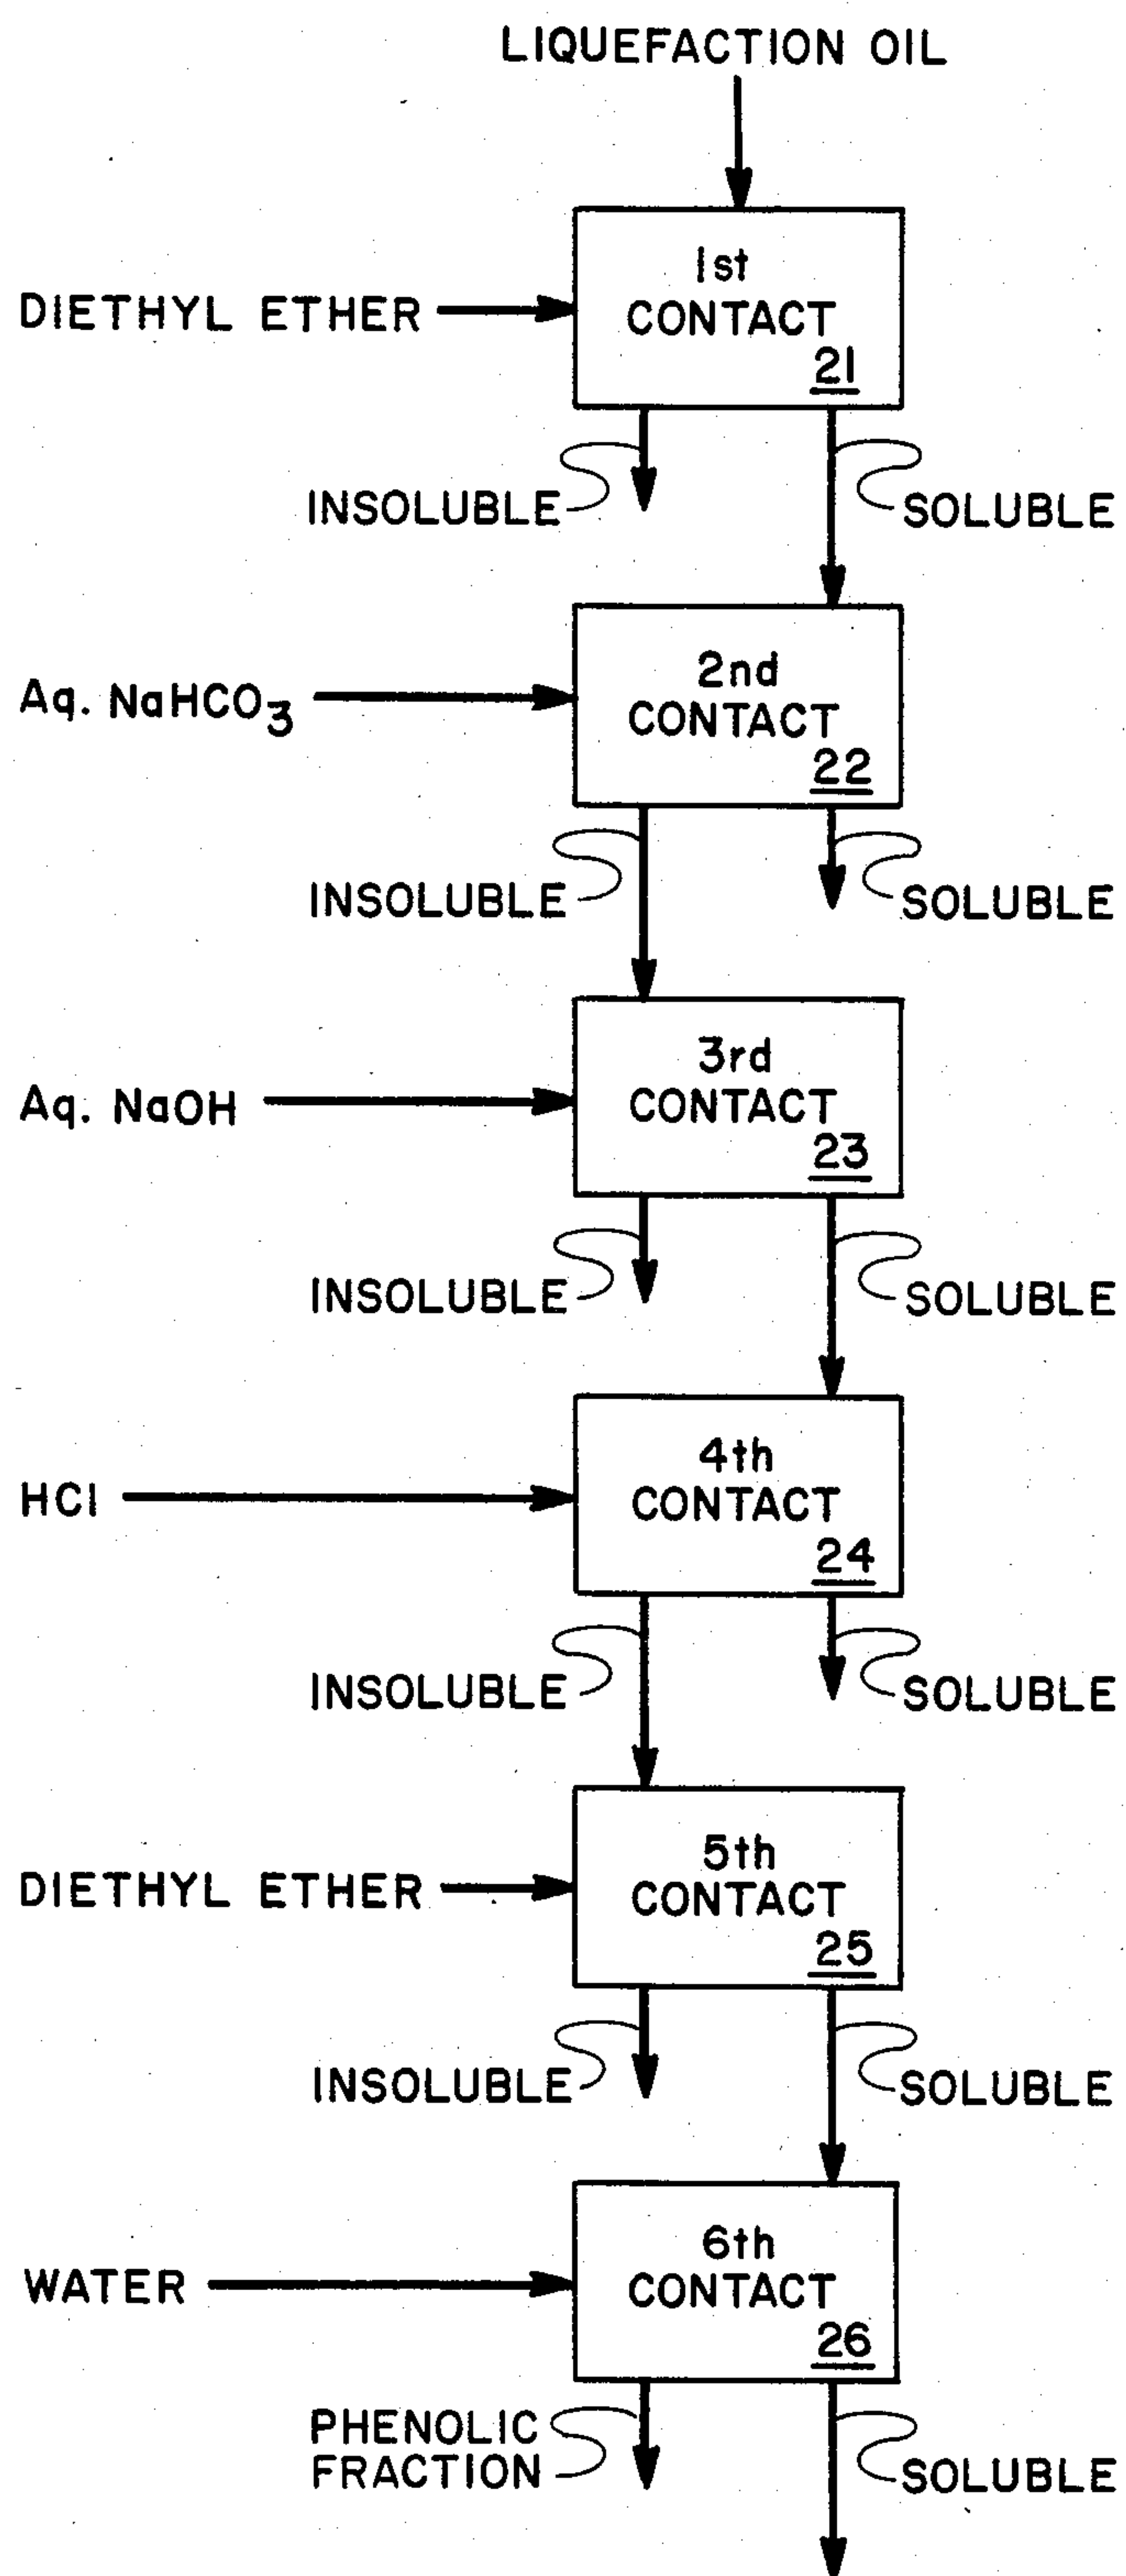 LIQUEFACTION OIL
1st
DIETHYL ETHER
CONTACT
21
INSOLUBLE
SOLUBLE
2nd
Aq. NaHCO3
CONTACT
22
INSOLUBLE
SOLUBLE
3rd
Aq. NaOH
CONTACT
23
INSOLUBLE
SOLUBLE
4th
HCl
CONTACT
24
INSOLUBLE
SOLUBLE
5th
DIETHYL ETHER
CONTACT
25
INSOLUBLE
SOLUBLE
6th
WATER
CONTACT
26
PHENOLIC
FRACTION
SOLUBLE